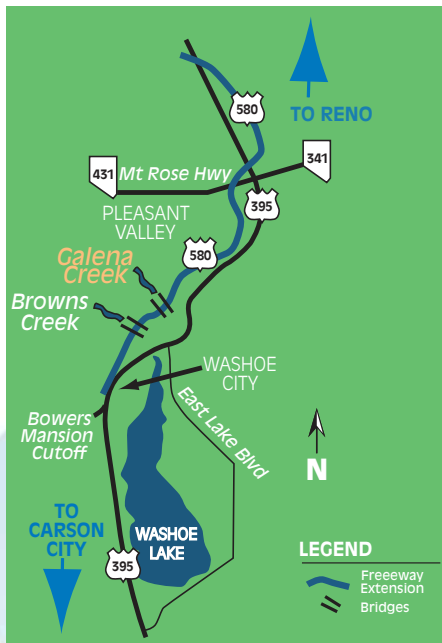 580
TO RENO
341
431
Mt Rose Hwy
395
PLEASANT
VALLEY
580
Galena
Creek
Browns
Creek
WASHOE
CITY
East Lake Blvd
Bowers
Mansion
Cutoff
N
TO
CARSON
CITY
WASHOE
LAKE
395
LEGEND
Freeeway
Extension
Bridges